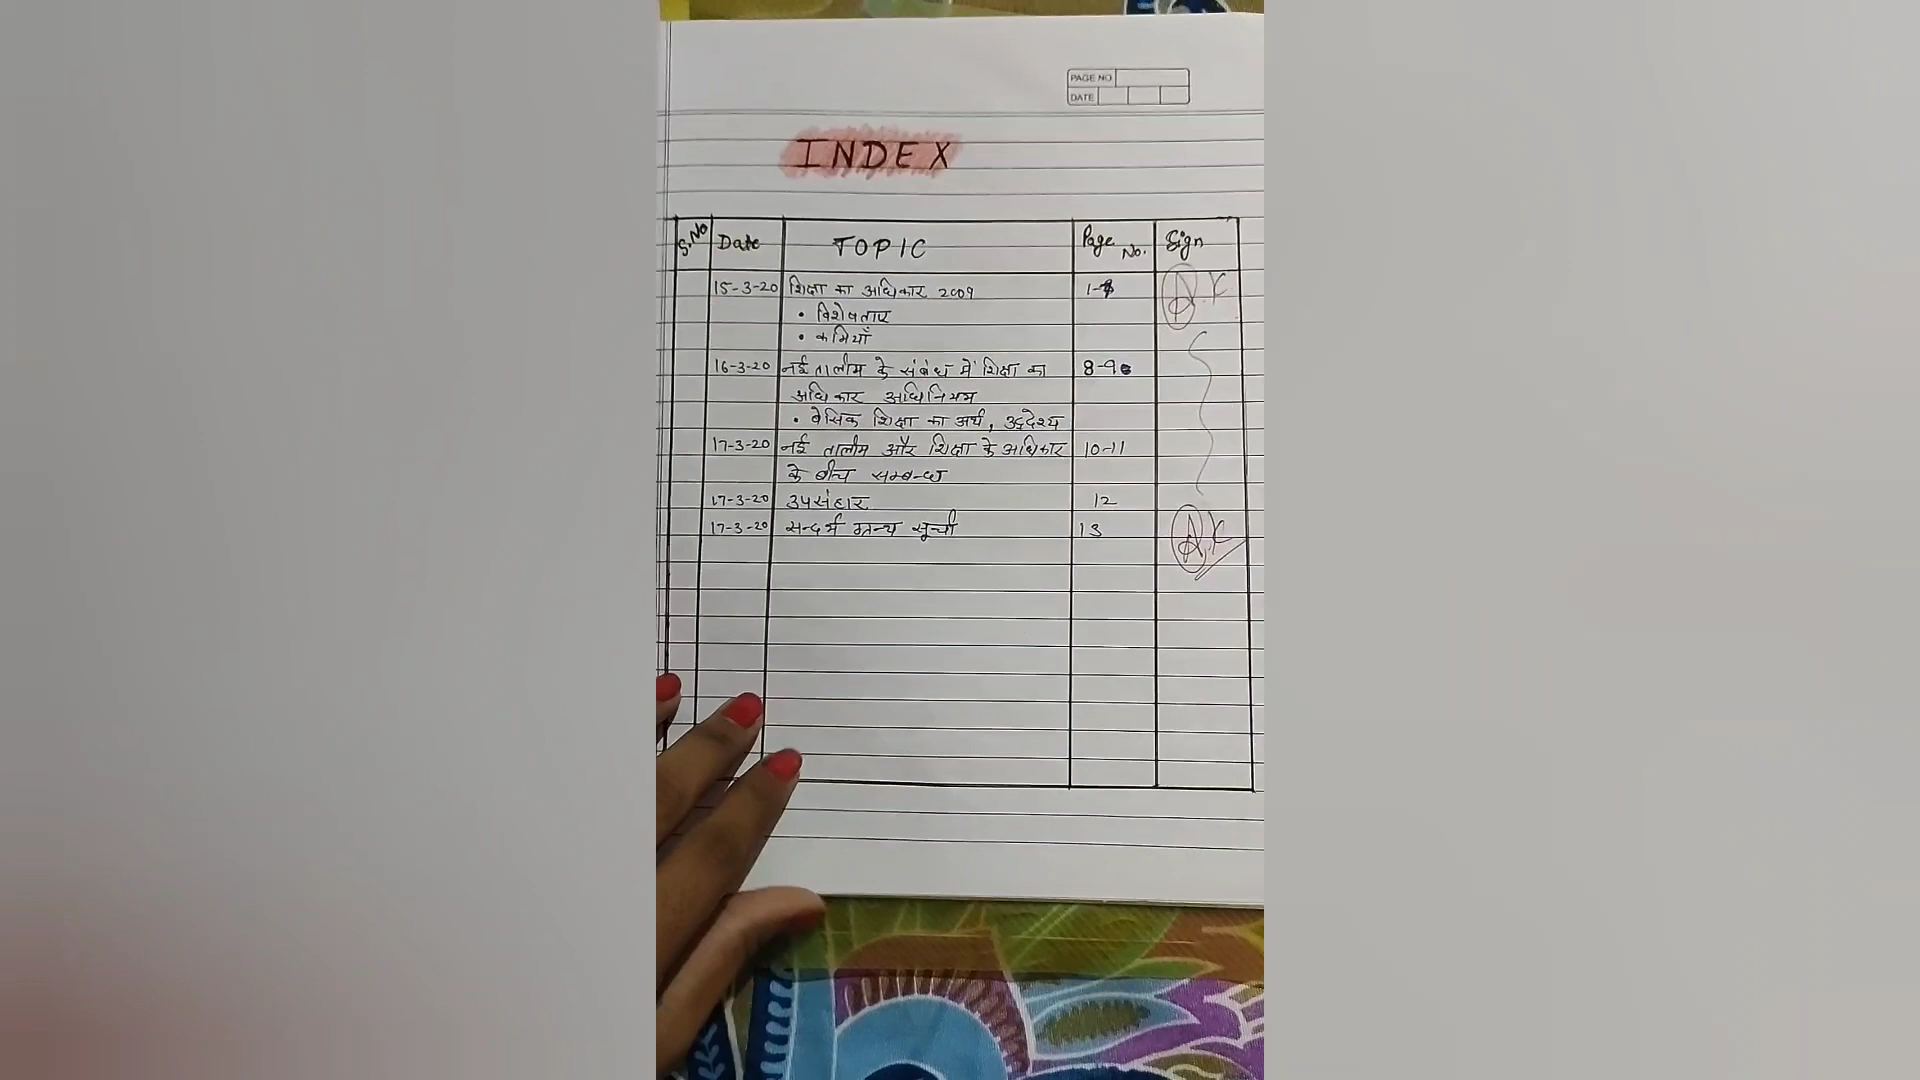 PAGE NO
DATE
INDEX
S.No Date TOPIC Page No. Sign
15-3-20 शिक्षा का अधिकार 2009 1-7
• विशेषताए
• कमियाँ
16-3-20 नई तालीम के संबंध में शिक्षा का 8-9
अधिकार अधिनियम
• बेसिक शिक्षा का अर्थ, उद्देश्य
17-3-20 नई तालीम और शिक्षा के अधिकार 10-11
के बीच सम्बन्ध
17-3-20 उपसंहार 12
17-3-20 सन्दर्भ ग्रन्थ सूची 13